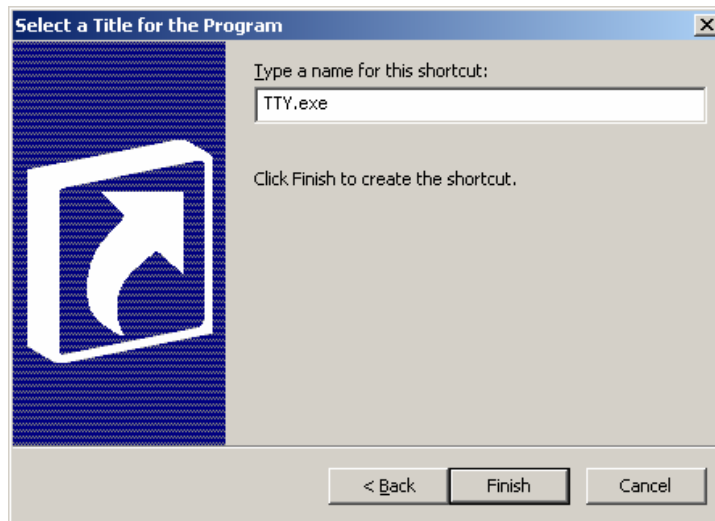 Select a Title for the Program
Type a name for this shortcut:
TTY.exe
Click Finish to create the shortcut.
< Back
Finish
Cancel